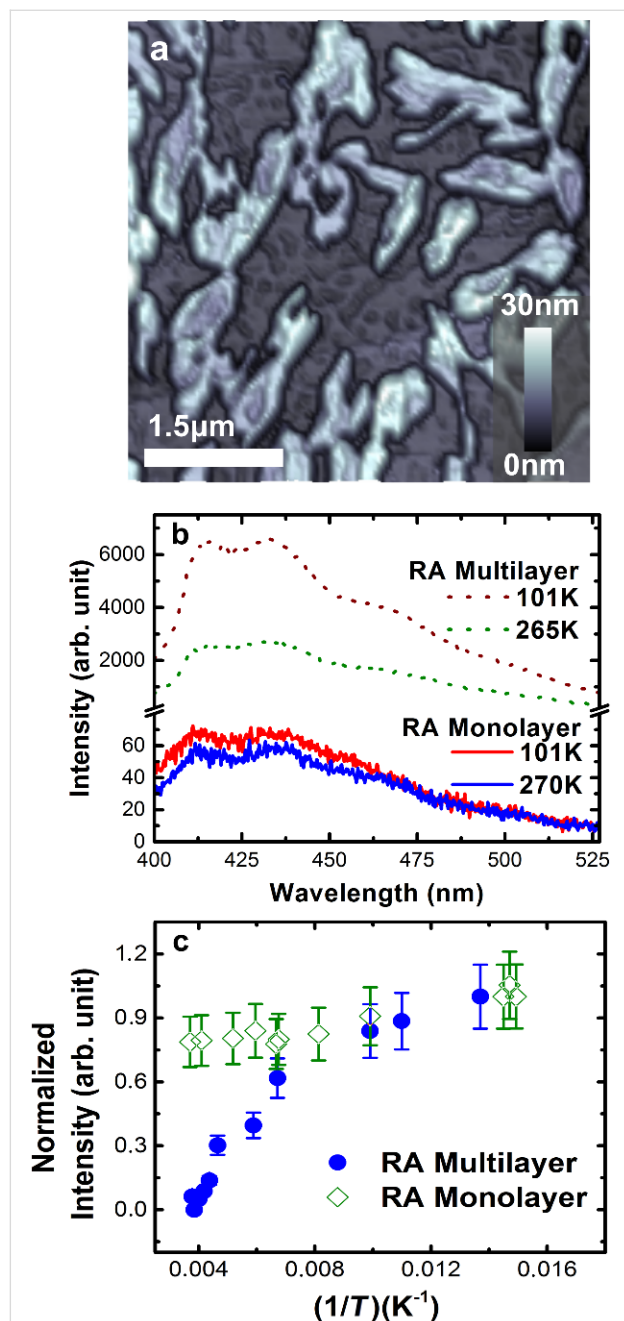 a
30nm
1.5µm
0nm
b
6000
RA Multilayer
101K
4000
265K
2000
Intensity (arb. unit)
RA Monolayer
60
101K
40
270K
20
0
400 425 450 475 500 525
Wavelength (nm)
c
1.2
0.9
0.6
0.3
0.0
Normalized
Intensity (arb. unit)
RA Multilayer
RA Monolayer
0.004 0.008 0.012 0.016
(1/T)(K⁻¹)